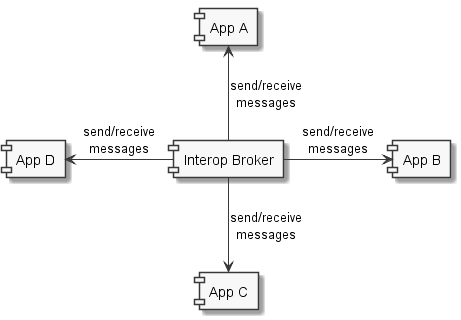 App A
send/receive
messages
send/receive
messages
send/receive
messages
App D
Interop Broker
App B
send/receive
messages
App C